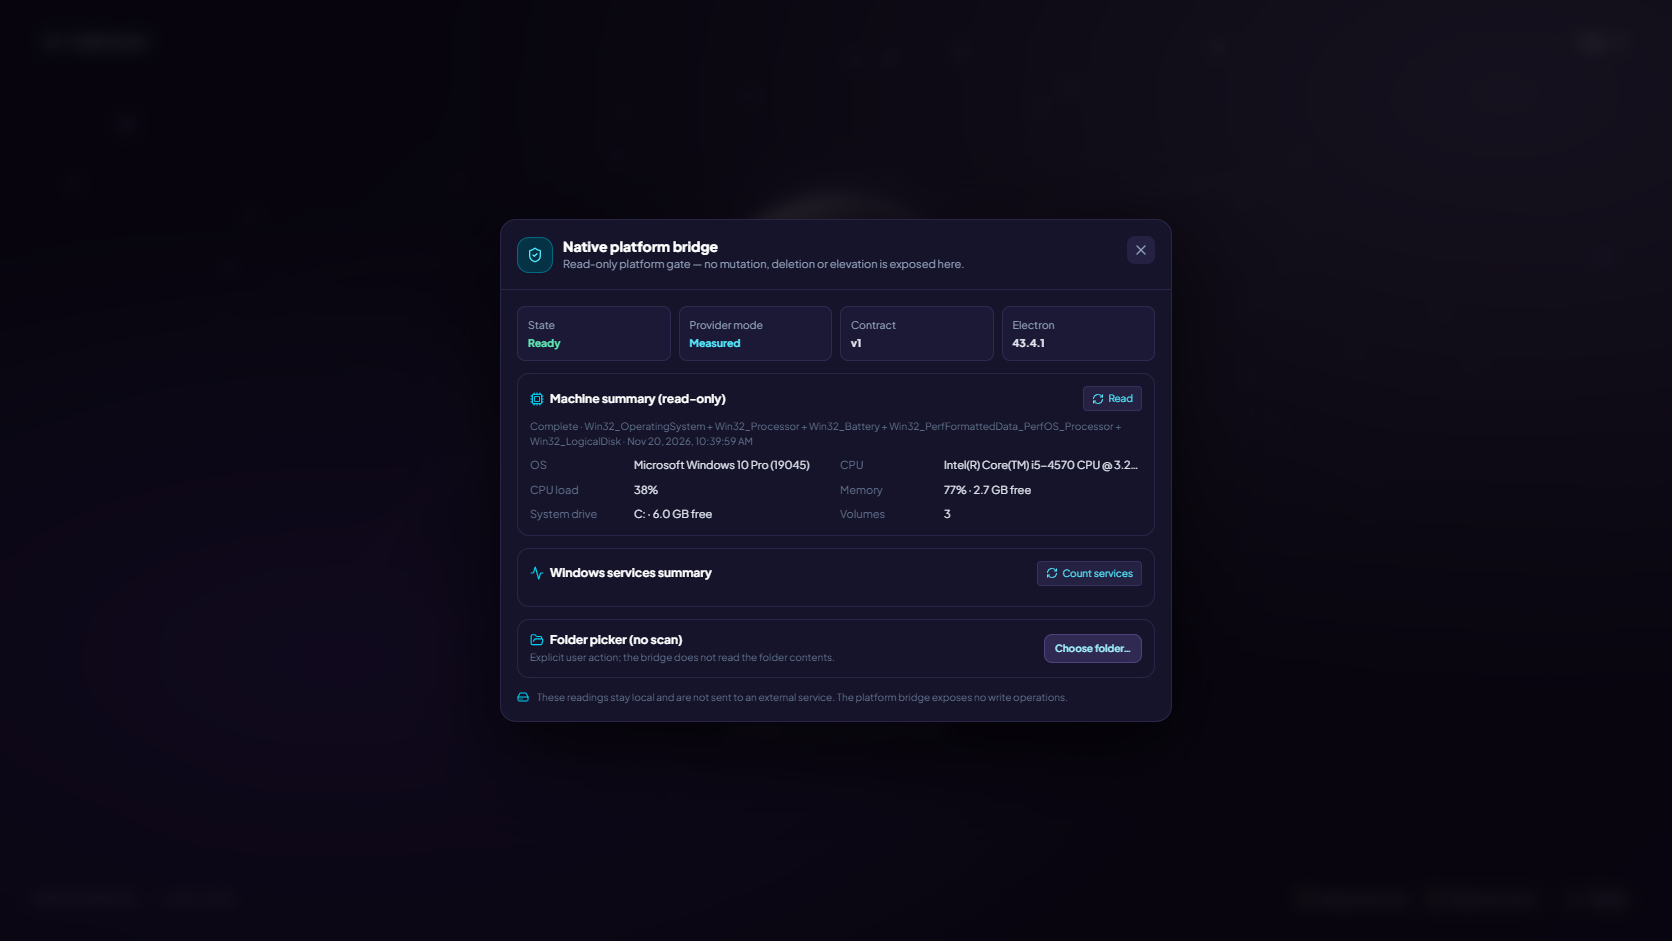 Native platform bridge
Read-only platform gate — no mutation, deletion or elevation is exposed here.
State
Ready
Provider mode
Measured
Contract
v1
Electron
43.4.1
Machine summary (read-only)
Read
Complete · Win32_OperatingSystem + Win32_Processor + Win32_Battery + Win32_PerfFormattedData_PerfOS_Processor +
Win32_LogicalDisk · Nov 20, 2026, 10:39:59 AM
OS Microsoft Windows 10 Pro (19045) CPU Intel(R) Core(TM) i5-4570 CPU @ 3.2...
CPU load 38% Memory 77% · 2.7 GB free
System drive C: · 6.0 GB free Volumes 3
Windows services summary
Count services
Folder picker (no scan)
Explicit user action; the bridge does not read the folder contents.
Choose folder...
These readings stay local and are not sent to an external service. The platform bridge exposes no write operations.